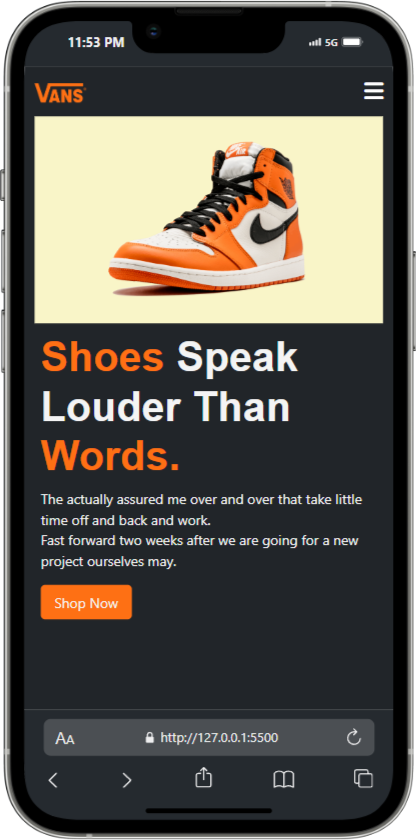 11:53 PM 5G
VANS
Shoes Speak
Louder Than
Words.
The actually assured me over and over that take little
time off and back and work.
Fast forward two weeks after we are going for a new
project ourselves may.
Shop Now
AA http://127.0.0.1:5500